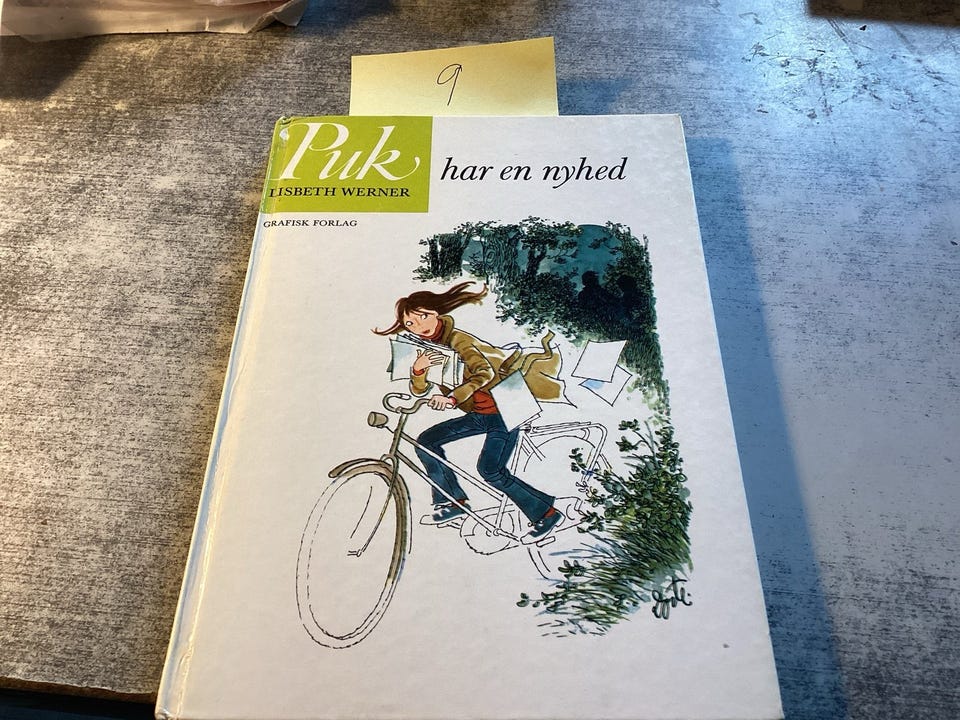 9
Puk
LISBETH WERNER
har en nyhed
GRAFISK FORLAG